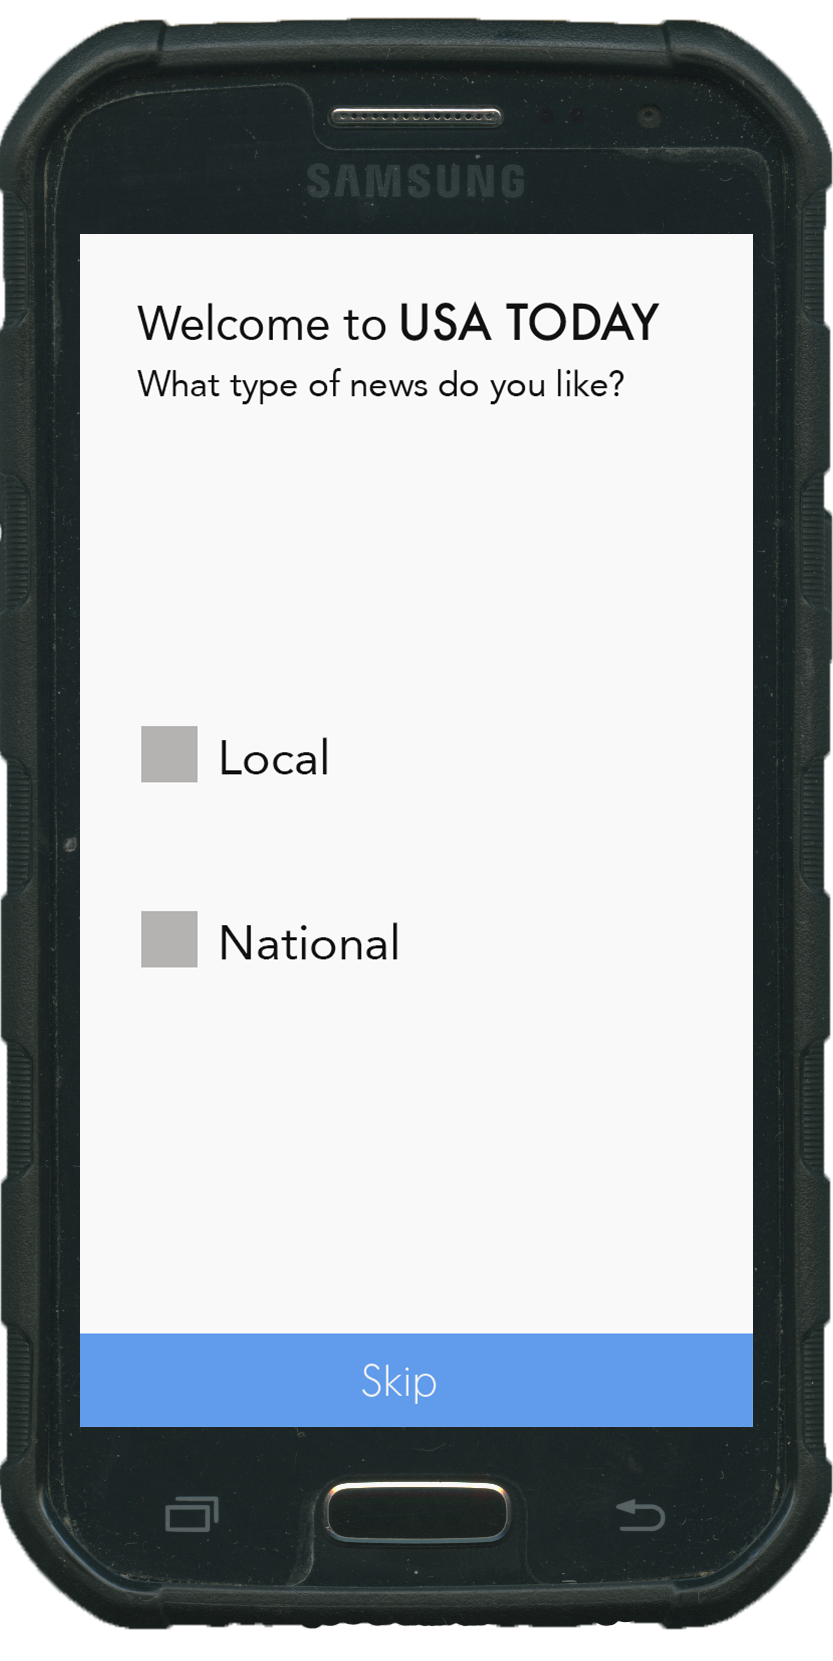 SAMSUNG
Welcome to USA TODAY
What type of news do you like?
Local
National
Skip